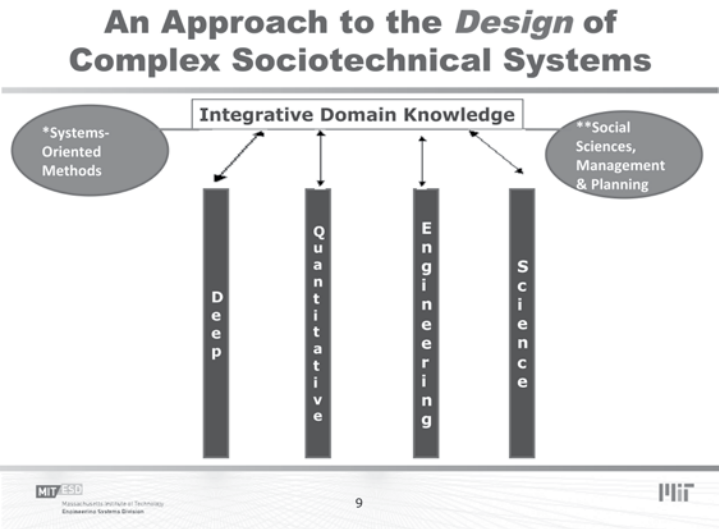 An Approach to the Design of
Complex Sociotechnical Systems
Integrative Domain Knowledge
*Systems-
Oriented
Methods
**Social
Sciences,
Management
& Planning
Deep
Quantitative
Engineering
Science
MIT ESD
Massachusetts Institute of Technology
Engineering Systems Division
9
MIT